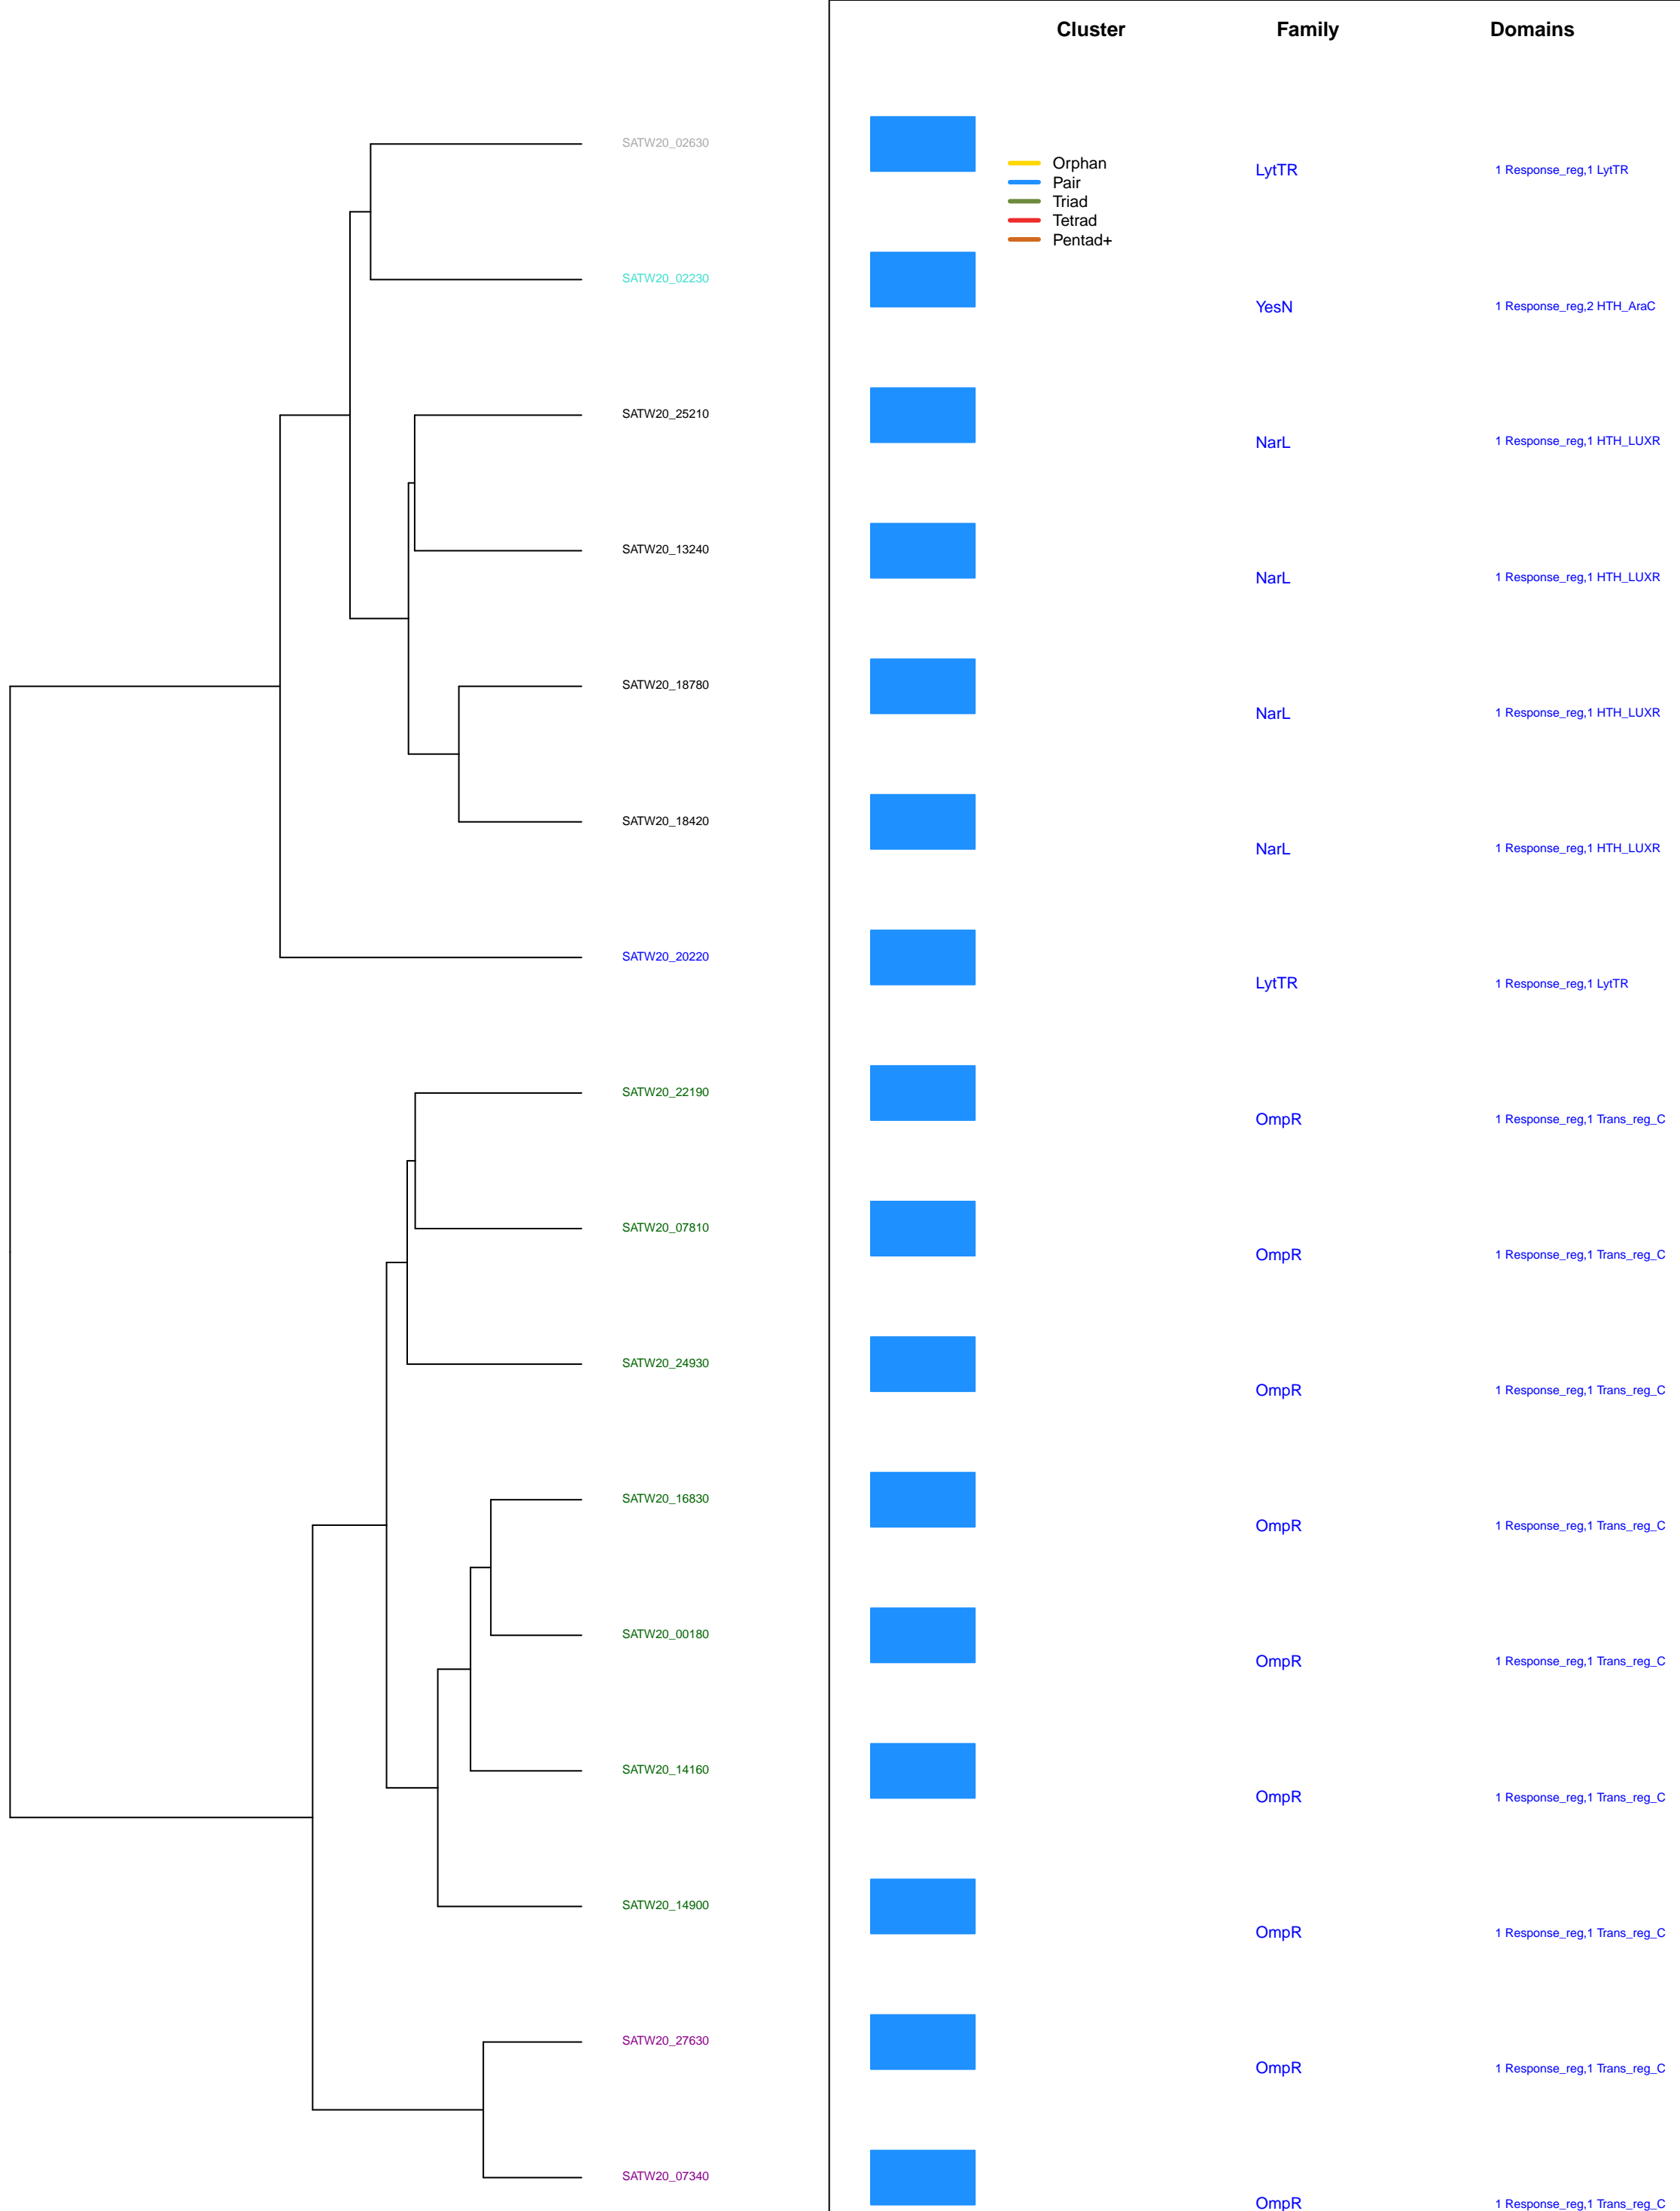 Cluster Family Domains
SATW20_02630
Orphan
LytTR 1 Response_reg,1 LytTR
Pair
Triad
Tetrad
Pentad+
SATW20_02230
YesN 1 Response_reg,2 HTH_AraC
SATW20_25210
NarL 1 Response_reg,1 HTH_LUXR
SATW20_13240
NarL 1 Response_reg,1 HTH_LUXR
SATW20_18780
NarL 1 Response_reg,1 HTH_LUXR
SATW20_18420
NarL 1 Response_reg,1 HTH_LUXR
SATW20_20220
LytTR 1 Response_reg,1 LytTR
SATW20_22190
OmpR 1 Response_reg,1 Trans_reg_C
SATW20_07810
OmpR 1 Response_reg,1 Trans_reg_C
SATW20_24930
OmpR 1 Response_reg,1 Trans_reg_C
SATW20_16830
OmpR 1 Response_reg,1 Trans_reg_C
SATW20_00180
OmpR 1 Response_reg,1 Trans_reg_C
SATW20_14160
OmpR 1 Response_reg,1 Trans_reg_C
SATW20_14900
OmpR 1 Response_reg,1 Trans_reg_C
SATW20_27630
OmpR 1 Response_reg,1 Trans_reg_C
SATW20_07340
OmpR 1 Response_reg,1 Trans_reg_C